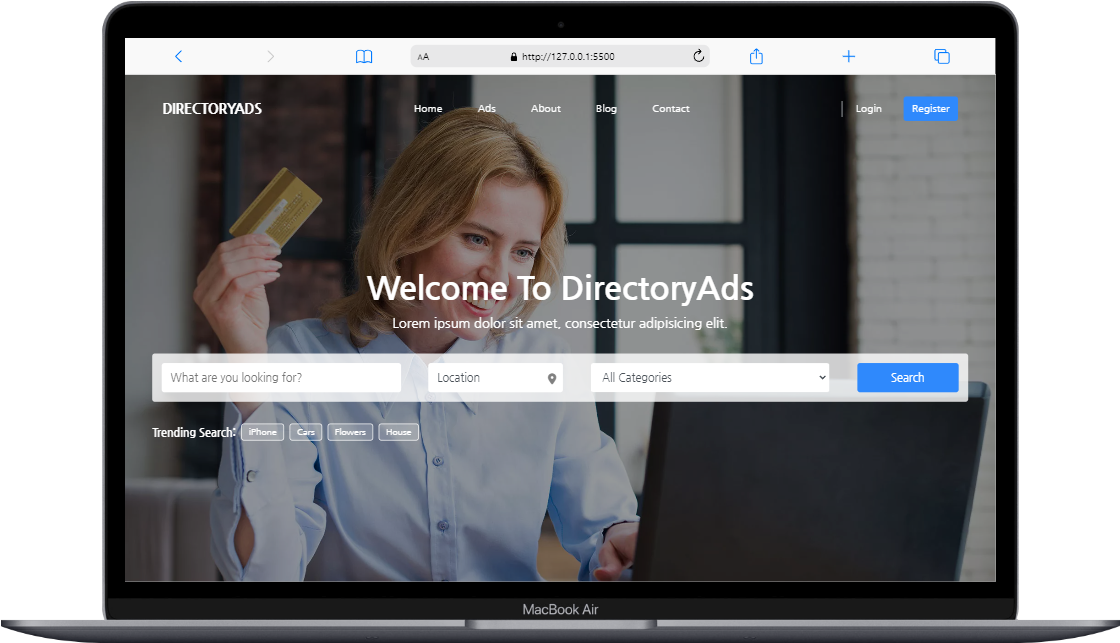 AA http://127.0.0.1:5500
DIRECTORYADS Home Ads About Blog Contact Login Register
Welcome To DirectoryAds
Lorem ipsum dolor sit amet, consectetur adipisicing elit.
What are you looking for? Location All Categories Search
Trending Search: iPhone Cars Flowers House
MacBook Air